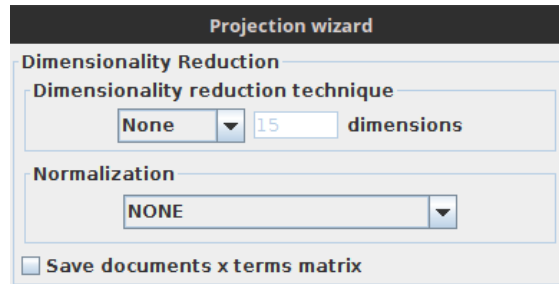 Projection wizard
Dimensionality Reduction
Dimensionality reduction technique
None 15 dimensions
Normalization
NONE
Save documents x terms matrix